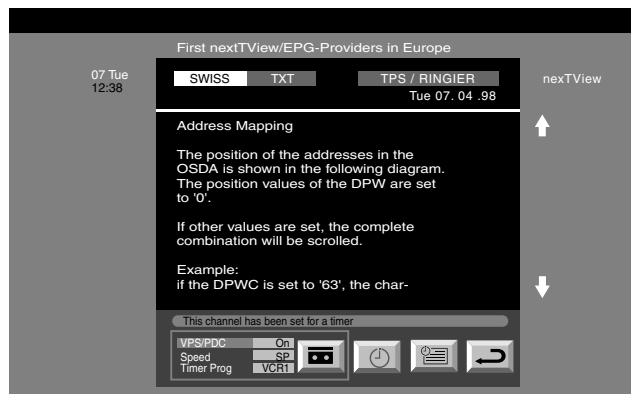 First nextTView/EPG-Providers in Europe
07 Tue
12:38
SWISS TXT TPS / RINGIER
nexTView
Tue 07. 04 .98
Address Mapping
The position of the addresses in the
OSDA is shown in the following diagram.
The position values of the DPW are set
to '0'.
If other values are set, the complete
combination will be scrolled.
Example:
if the DPWC is set to '63', the char-
This channel has been set for a timer
VPS/PDC On
Speed SP
Timer Prog VCR1